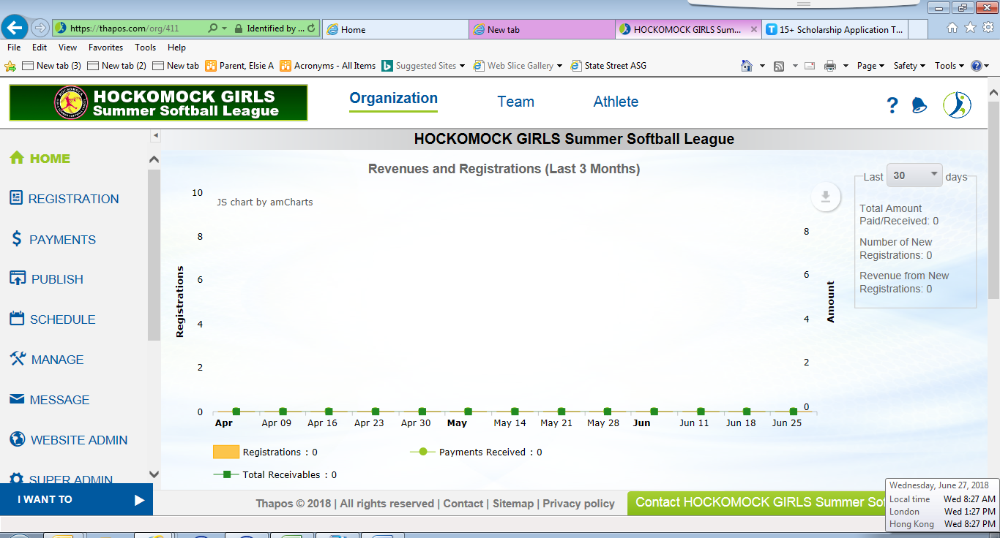 https://thapos.com/org/411
Identified by ...
Home
New tab
HOCKOMOCK GIRLS Sum...
15+ Scholarship Application T...
File Edit View Favorites Tools Help
New tab (3) New tab (2) New tab Parent, Elsie A Acronyms - All Items Suggested Sites Web Slice Gallery State Street ASG Page Safety Tools
HOCKOMOCK GIRLS
Summer Softball League
Organization Team Athlete
HOCKOMOCK GIRLS Summer Softball League
HOME
REGISTRATION
PAYMENTS
PUBLISH
SCHEDULE
MANAGE
MESSAGE
WEBSITE ADMIN
SUPER ADMIN
I WANT TO
Revenues and Registrations (Last 3 Months)
JS chart by amCharts
Registrations
10
8
6
4
2
0
Amount
8
6
4
2
0
Apr Apr 09 Apr 16 Apr 23 Apr 30 May May 14 May 21 May 28 Jun Jun 11 Jun 18 Jun 25
Registrations : 0 Payments Received : 0
Total Receivables : 0
Last 30 days
Total Amount
Paid/Received: 0
Number of New
Registrations: 0
Revenue from New
Registrations: 0
Thapos © 2018 | All rights reserved | Contact | Sitemap | Privacy policy
Contact HOCKOMOCK GIRLS Summer Sof
Wednesday, June 27, 2018
Local time Wed 8:27 AM
London Wed 1:27 PM
Hong Kong Wed 8:27 PM